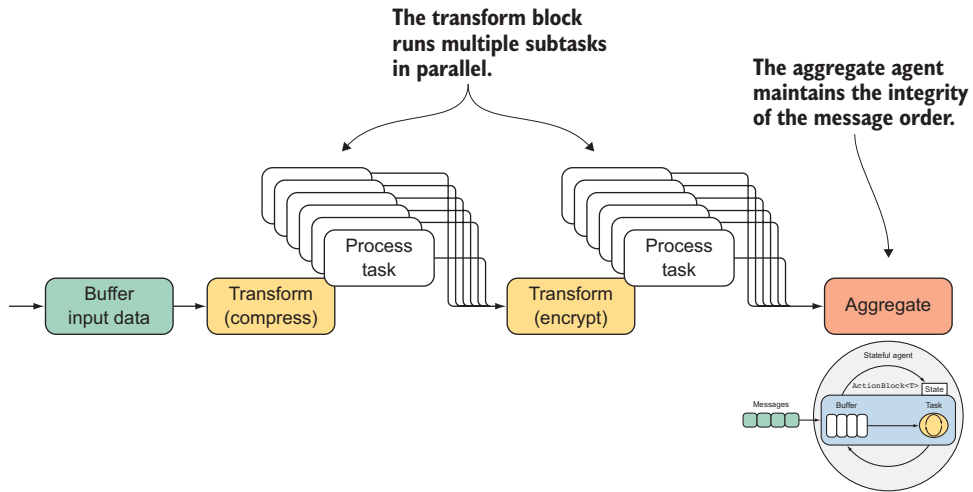 The transform block
runs multiple subtasks
in parallel.
The aggregate agent
maintains the integrity
of the message order.
Process
task
Process
task
Buffer
input data
Transform
(compress)
Transform
(encrypt)
Aggregate
Stateful agent
ActionBlock<T>
State
Messages
Buffer
Task